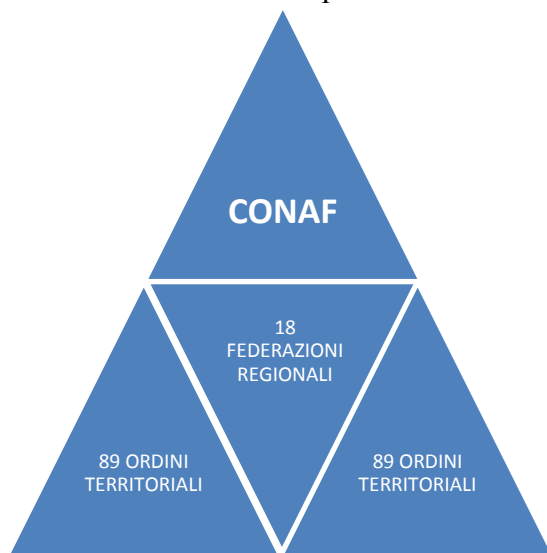 CONAF
18
FEDERAZIONI
REGIONALI
89 ORDINI
TERRITORIALI
89 ORDINI
TERRITORIALI